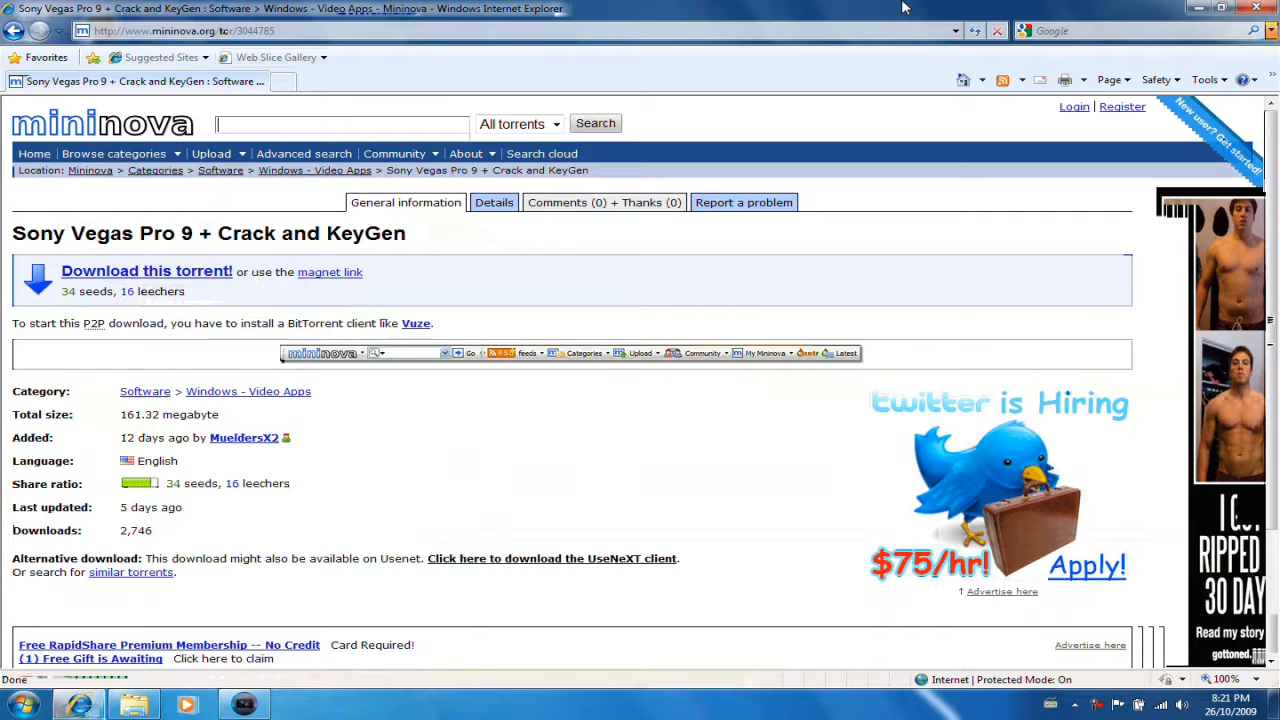 Sony Vegas Pro 9 + Crack and KeyGen : Software > Windows - Video Apps - Mininova - Windows Internet Explorer
http://www.mininova.org/tor/3044785
Google
Favorites Suggested Sites Web Slice Gallery
Sony Vegas Pro 9 + Crack and KeyGen : Software ...
Page Safety Tools
Login | Register
New user? Get started!
mininova All torrents Search
Home Browse categories Upload Advanced search Community About Search cloud
Location: Mininova > Categories > Software > Windows - Video Apps > Sony Vegas Pro 9 + Crack and KeyGen
General information Details Comments (0) + Thanks (0) Report a problem
Sony Vegas Pro 9 + Crack and KeyGen
Download this torrent! or use the magnet link
34 seeds, 16 leechers
To start this P2P download, you have to install a BitTorrent client like Vuze.
mininova Go RSS feeds Categories Upload Community My Mininova Latest
Category: Software > Windows - Video Apps
Total size: 161.32 megabyte
Added: 12 days ago by MueldersX2
Language: English
Share ratio: 34 seeds, 16 leechers
Last updated: 5 days ago
Downloads: 2,746
Alternative download: This download might also be available on Usenet. Click here to download the UseNeXT client.
Or search for similar torrents.
twitter is Hiring
$75/hr! Apply!
↑ Advertise here
RIPPED
30 DAY
Read my story
Free RapidShare Premium Membership -- No Credit Card Required!
Advertise here
(1) Free Gift is Awaiting Click here to claim
Done
Internet | Protected Mode: On
100%
8:21 PM
26/10/2009